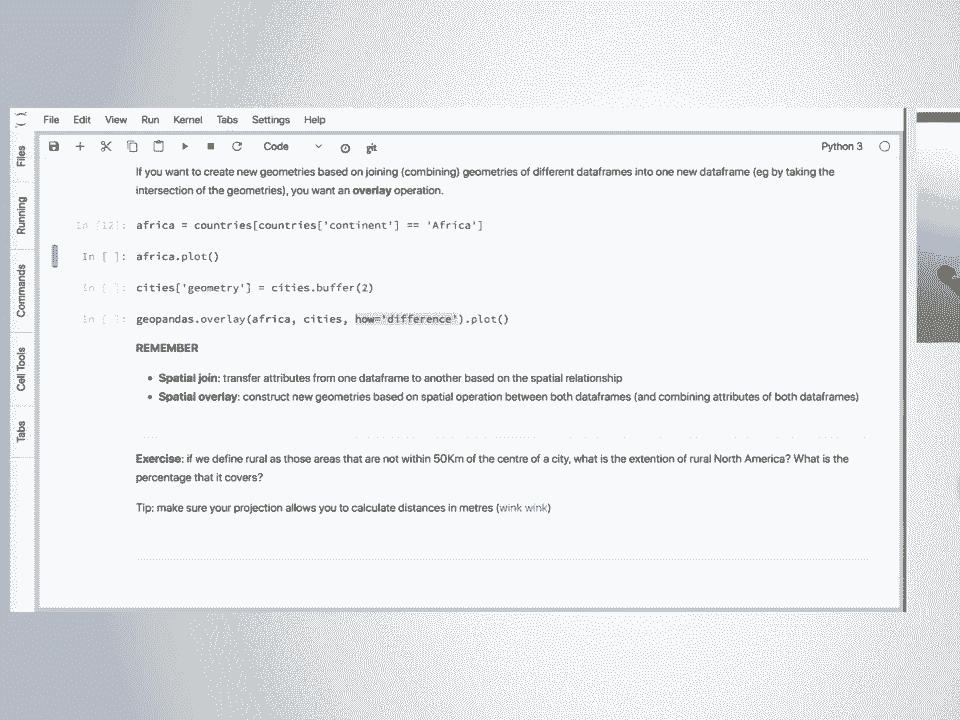 File Edit View Run Kernel Tabs Settings Help
Files
Running
Commands
Cell Tools
Tabs
Code
git
Python 3
If you want to create new geometries based on joining (combining) geometries of different dataframes into one new dataframe (eg by taking the
intersection of the geometries), you want an overlay operation.
In [12]: africa = countries[countries['continent'] == 'Africa']
In [ ]: africa.plot()
In [ ]: cities['geometry'] = cities.buffer(2)
In [ ]: geopandas.overlay(africa, cities, how='difference').plot()
REMEMBER
• Spatial join: transfer attributes from one dataframe to another based on the spatial relationship
• Spatial overlay: construct new geometries based on spatial operation between both dataframes (and combining attributes of both dataframes)
Exercise: if we define rural as those areas that are not within 50Km of the centre of a city, what is the extention of rural North America? What is the
percentage that it covers?
Tip: make sure your projection allows you to calculate distances in metres (wink wink)